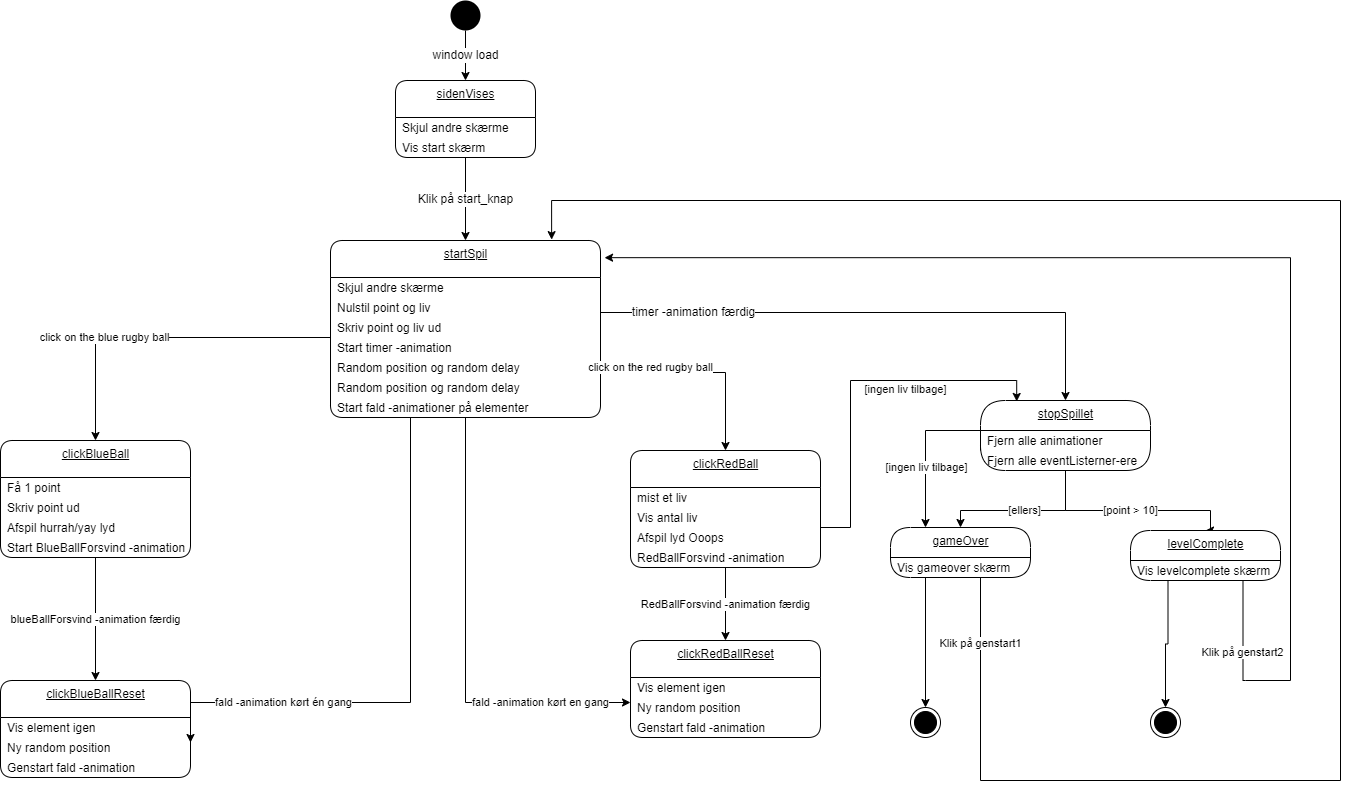 window load
sidenVises
Skjul andre skærme
Vis start skærm
Klik på start_knap
startSpil
Skjul andre skærme
Nulstil point og liv
Skriv point og liv ud
Start timer -animation
Random position og random delay
Random position og random delay
Start fald -animationer på elementer
timer -animation færdig
click on the blue rugby ball
click on the red rugby ball
[ingen liv tilbage]
stopSpillet
Fjern alle animationer
Fjern alle eventListerner-ere
clickBlueBall
Få 1 point
Skriv point ud
Afspil hurrah/yay lyd
Start BlueBallForsvind -animation
clickRedBall
mist et liv
Vis antal liv
Afspil lyd Ooops
RedBallForsvind -animation
[ingen liv tilbage]
[ellers]
[point > 10]
gameOver
Vis gameover skærm
levelComplete
Vis levelcomplete skærm
blueBallForsvind -animation færdig
RedBallForsvind -animation færdig
Klik på genstart1
Klik på genstart2
clickBlueBallReset
Vis element igen
Ny random position
Genstart fald -animation
fald -animation kørt én gang
fald -animation kørt en gang
clickRedBallReset
Vis element igen
Ny random position
Genstart fald -animation